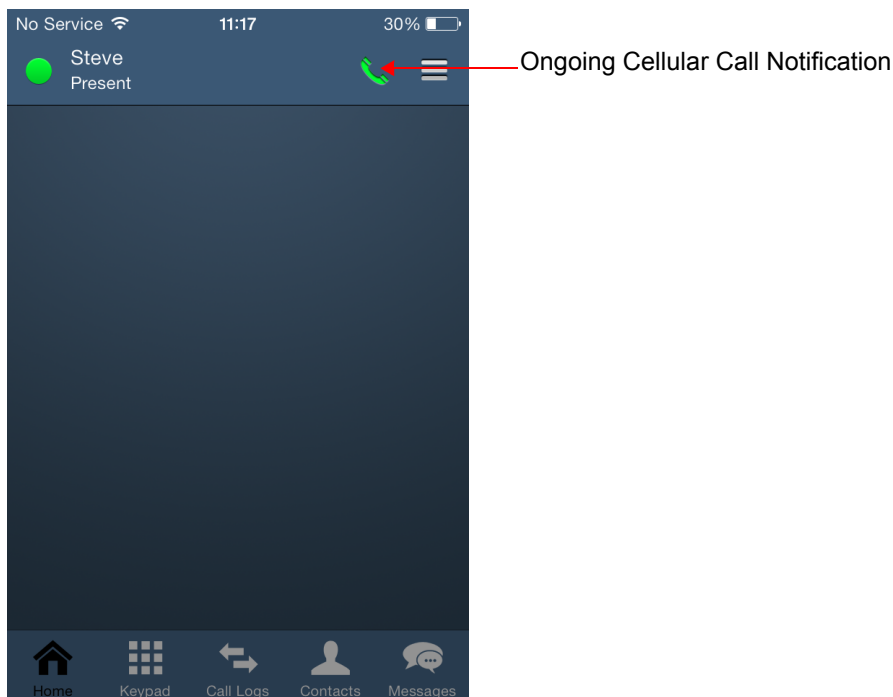 No Service 11:17 30%
Steve
Present
Ongoing Cellular Call Notification
Home Keypad Call Logs Contacts Messages